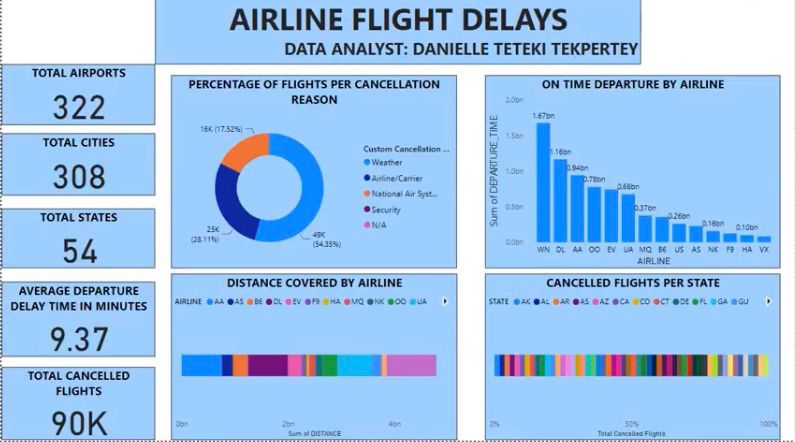 AIRLINE FLIGHT DELAYS
DATA ANALYST: DANIELLE TETEKI TEKPERTEY
TOTAL AIRPORTS
322
TOTAL CITIES
308
TOTAL STATES
54
AVERAGE DEPARTURE
DELAY TIME IN MINUTES
9.37
TOTAL CANCELLED
FLIGHTS
90K
PERCENTAGE OF FLIGHTS PER CANCELLATION
REASON
16K (17.52%)
25K
(28.11%)
49K
(54.35%)
Custom Cancellation ...
Weather
Airline/Carrier
National Air Syst...
Security
N/A
ON TIME DEPARTURE BY AIRLINE
Sum of DEPARTURE_TIME
2.0bn
1.5bn
1.0bn
0.5bn
0.0bn
1.67bn
1.16bn
0.94bn
0.78bn
0.68bn
0.37bn
0.26bn
0.16bn
0.10bn
WN DL AA OO EV UA MQ B6 US AS NK F9 HA VX
AIRLINE
DISTANCE COVERED BY AIRLINE
AIRLINE AA AS B6 DL EV F9 HA MQ NK OO UA
0bn 2bn 4bn
Sum of DISTANCE
CANCELLED FLIGHTS PER STATE
STATE AK AL AR AS AZ CA CO CT DE FL GA GU
0% 50% 100%
Total Cancelled Flights